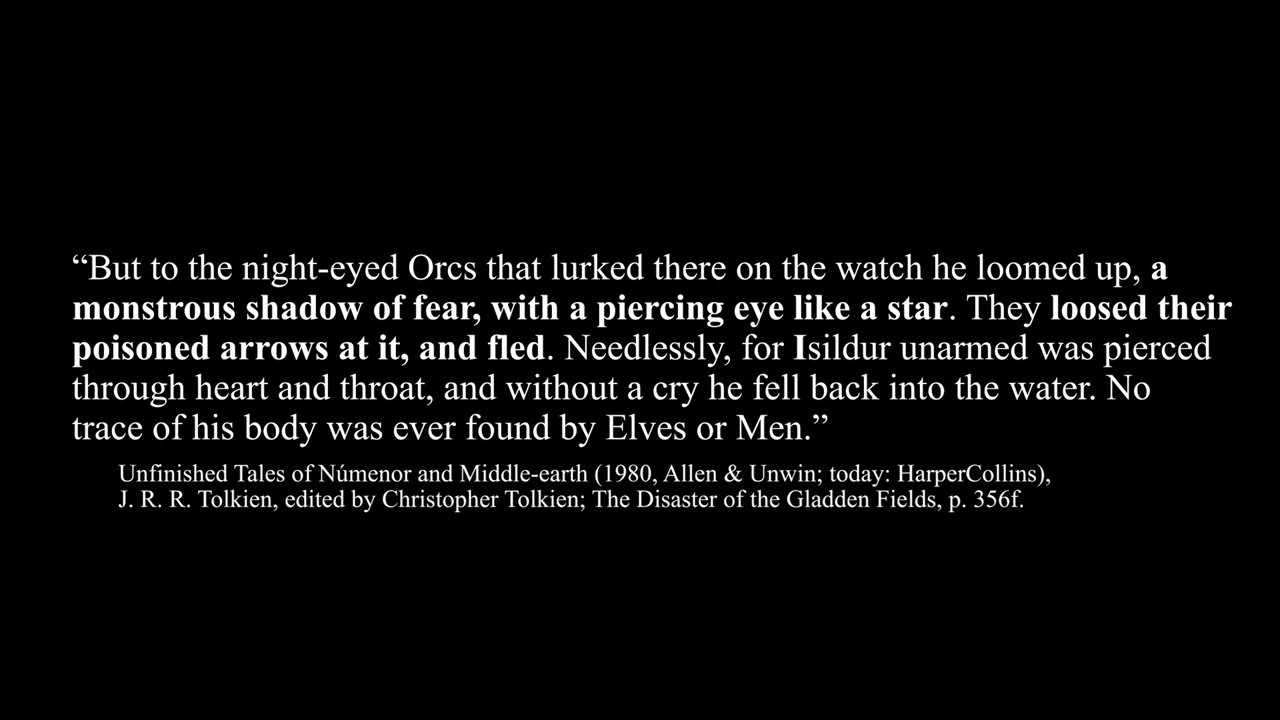 “But to the night-eyed Orcs that lurked there on the watch he loomed up, a
monstrous shadow of fear, with a piercing eye like a star. They loosed their
poisoned arrows at it, and fled. Needlessly, for Isildur unarmed was pierced
through heart and throat, and without a cry he fell back into the water. No
trace of his body was ever found by Elves or Men.”
Unfinished Tales of Númenor and Middle-earth (1980, Allen & Unwin; today: HarperCollins),
J. R. R. Tolkien, edited by Christopher Tolkien; The Disaster of the Gladden Fields, p. 356f.